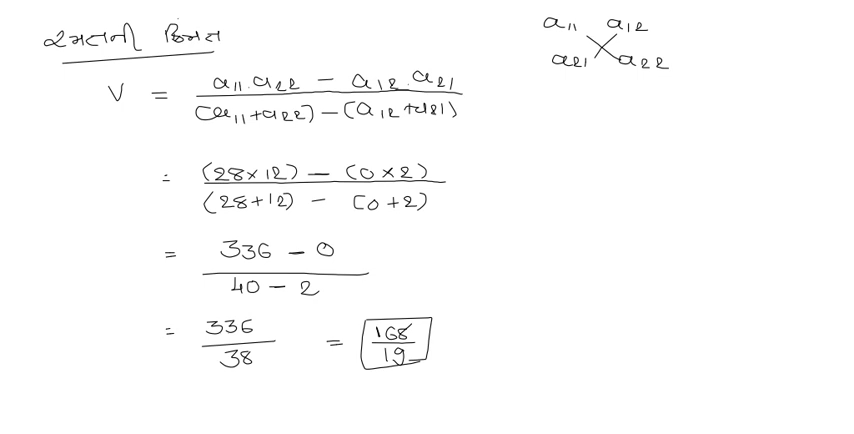 રમતની કિંમત
a₁₁ a₁₂
a₂₁ a₂₂
V = (a₁₁.a₂₂ − a₁₂.a₂₁) / ((a₁₁+a₂₂) − (a₁₂+a₂₁))
= ((28×12) − (0×2)) / ((28+12) − (0+2))
= (336 − 0) / (40 − 2)
= 336 / 38 = 168 / 19